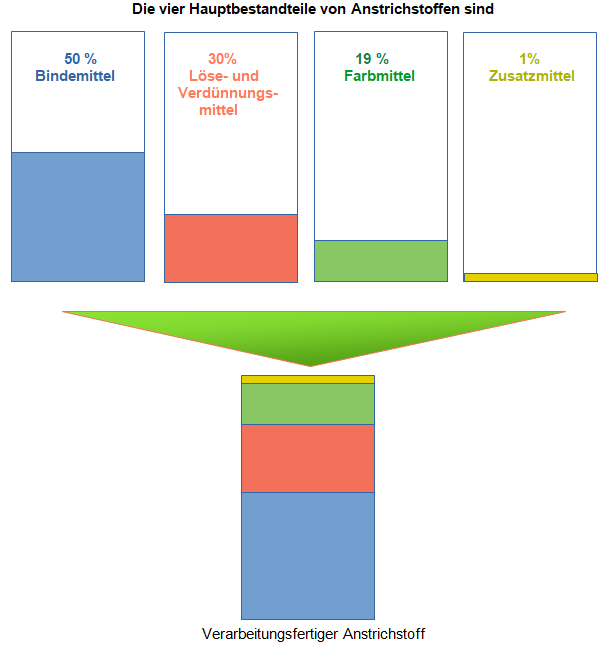 Die vier Hauptbestandteile von Anstrichstoffen sind
50 %
Bindemittel
30%
Löse- und
Verdünnungs-
mittel
19 %
Farbmittel
1%
Zusatzmittel
Verarbeitungsfertiger Anstrichstoff